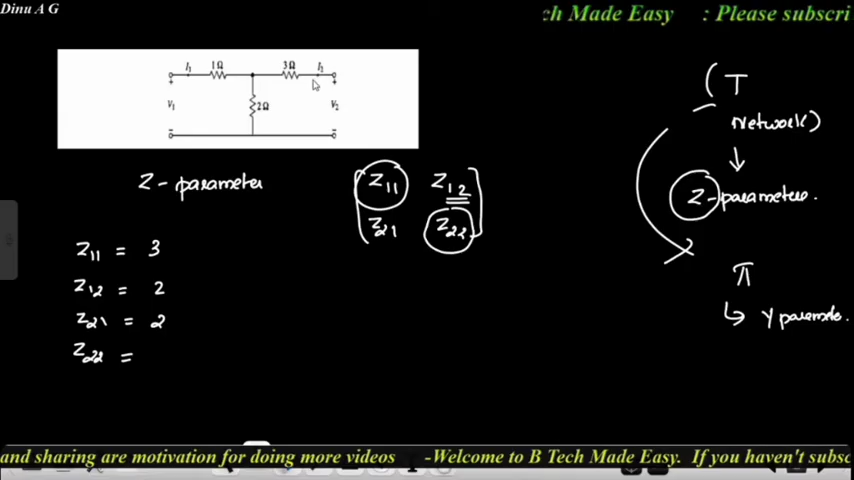 Dinu A G
ch Made Easy : Please subscri
I₁ 1Ω 3Ω I₂
+ +
V₁ 2Ω V₂
− −
(T
Network)
Z - parameter
Z₁₁ Z₁₂
Z₂₁ Z₂₂
Z-parameters.
Z₁₁ = 3
Z₁₂ = 2
Z₂₁ = 2
Z₂₂ =
π
↳ Y
and sharing are motivation for doing more videos -Welcome to B Tech Made Easy. If you haven't subsc